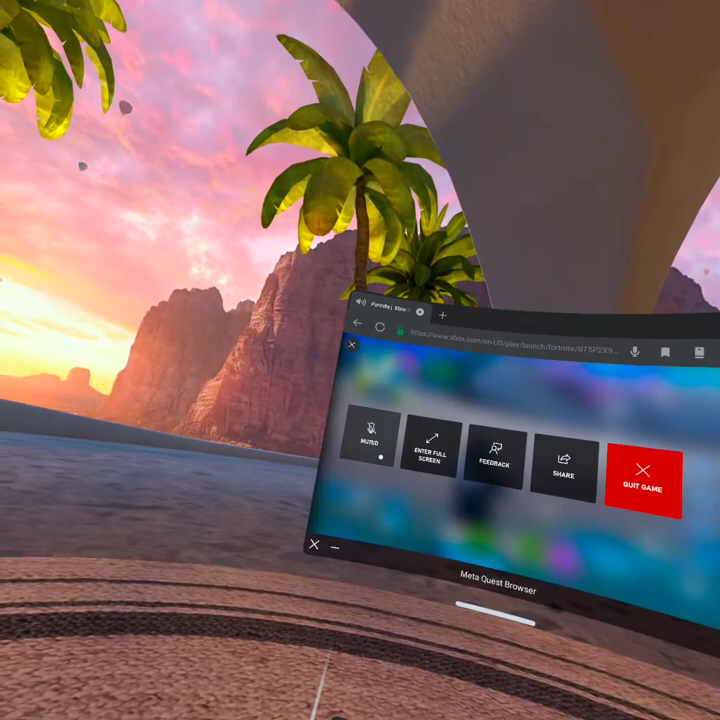 Fortnite | Xbox
https://www.xbox.com/en-US/play/launch/fortnite/BT5P2X9...
MUTED
ENTER FULL
SCREEN
FEEDBACK
SHARE
QUIT GAME
Meta Quest Browser